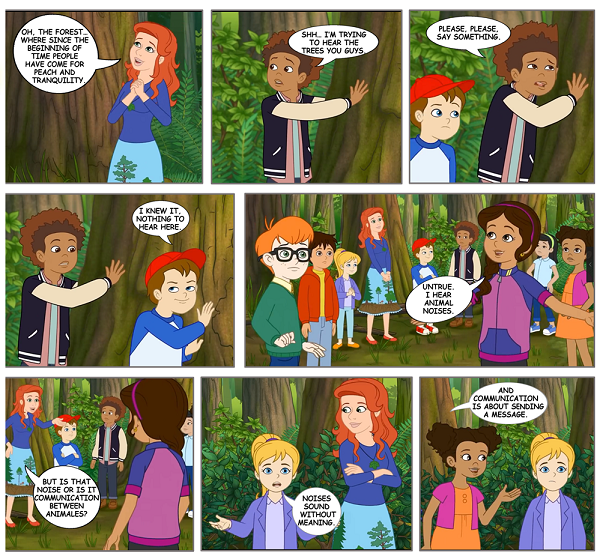 OH, THE FOREST...
WHERE SINCE THE
BEGINNING OF
TIME PEOPLE
HAVE COME FOR
PEACH AND
TRANQUILITY.
SHH... I'M TRYING
TO HEAR THE
TREES YOU GUYS.
PLEASE, PLEASE,
SAY SOMETHING.
I KNEW IT,
NOTHING TO
HEAR HERE.
UNTRUE.
I HEAR
ANIMAL
NOISES.
BUT IS THAT
NOISE OR IS IT
COMMUNICATION
BETWEEN
ANIMALES?
NOISES
SOUND
WITHOUT
MEANING.
AND
COMMUNICATION
IS ABOUT SENDING
A MESSAGE.